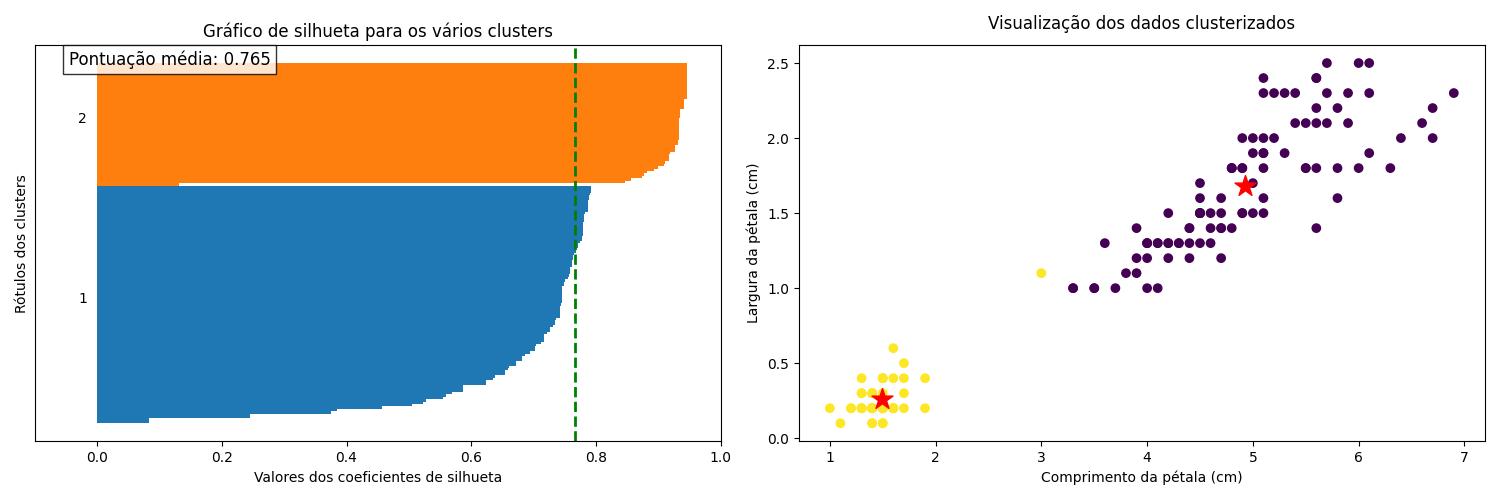 Gráfico de silhueta para os vários clusters
Pontuação média: 0.765
2
1
Rótulos dos clusters
0.0 0.2 0.4 0.6 0.8 1.0
Valores dos coeficientes de silhueta
Visualização dos dados clusterizados
2.5
2.0
1.5
1.0
0.5
0.0
Largura da pétala (cm)
1 2 3 4 5 6 7
Comprimento da pétala (cm)